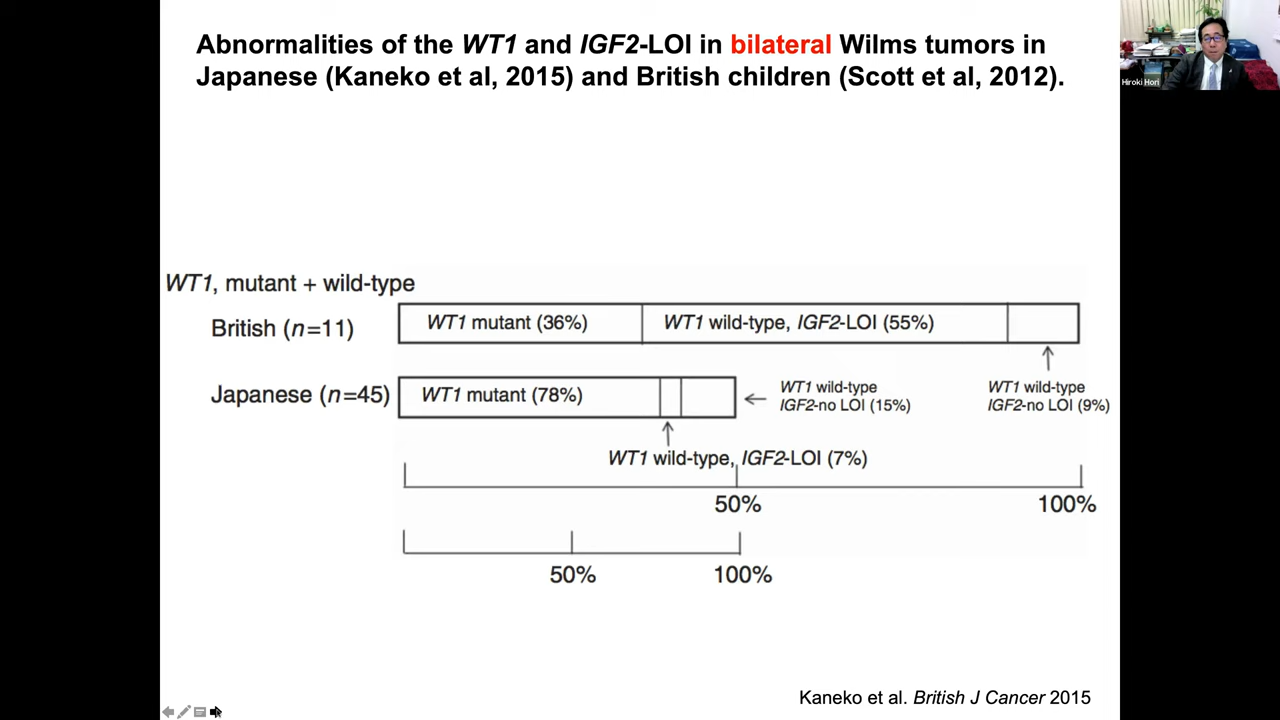 Abnormalities of the WT1 and IGF2-LOI in bilateral Wilms tumors in
Japanese (Kaneko et al, 2015) and British children (Scott et al, 2012).
Hiroki Hori
WT1, mutant + wild-type
British (n=11)
WT1 mutant (36%)
WT1 wild-type, IGF2-LOI (55%)
Japanese (n=45)
WT1 mutant (78%)
WT1 wild-type
IGF2-no LOI (15%)
WT1 wild-type
IGF2-no LOI (9%)
WT1 wild-type, IGF2-LOI (7%)
50%
100%
50%
100%
Kaneko et al. British J Cancer 2015